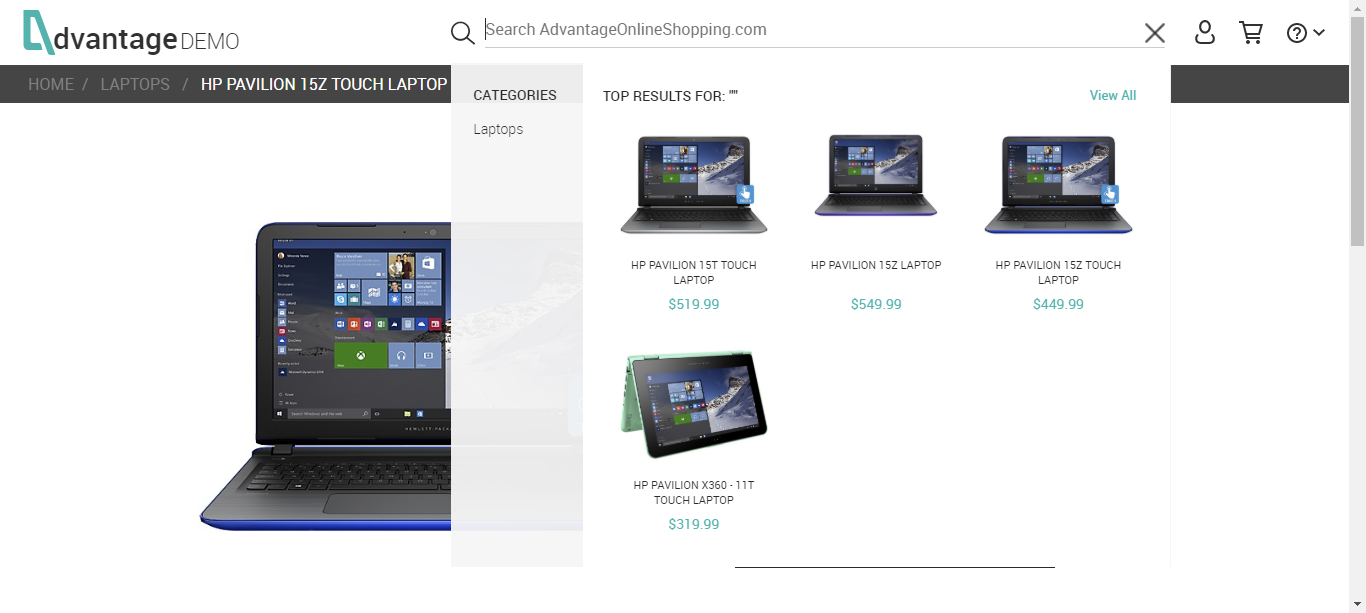 dvantage DEMO
Search AdvantageOnlineShopping.com
HOME / LAPTOPS / HP PAVILION 15Z TOUCH LAPTOP
CATEGORIES
Laptops
TOP RESULTS FOR: ""
View All
HP PAVILION 15T TOUCH
LAPTOP
$519.99
HP PAVILION 15Z LAPTOP
$549.99
HP PAVILION 15Z TOUCH
LAPTOP
$449.99
HP PAVILION X360 - 11T
TOUCH LAPTOP
$319.99